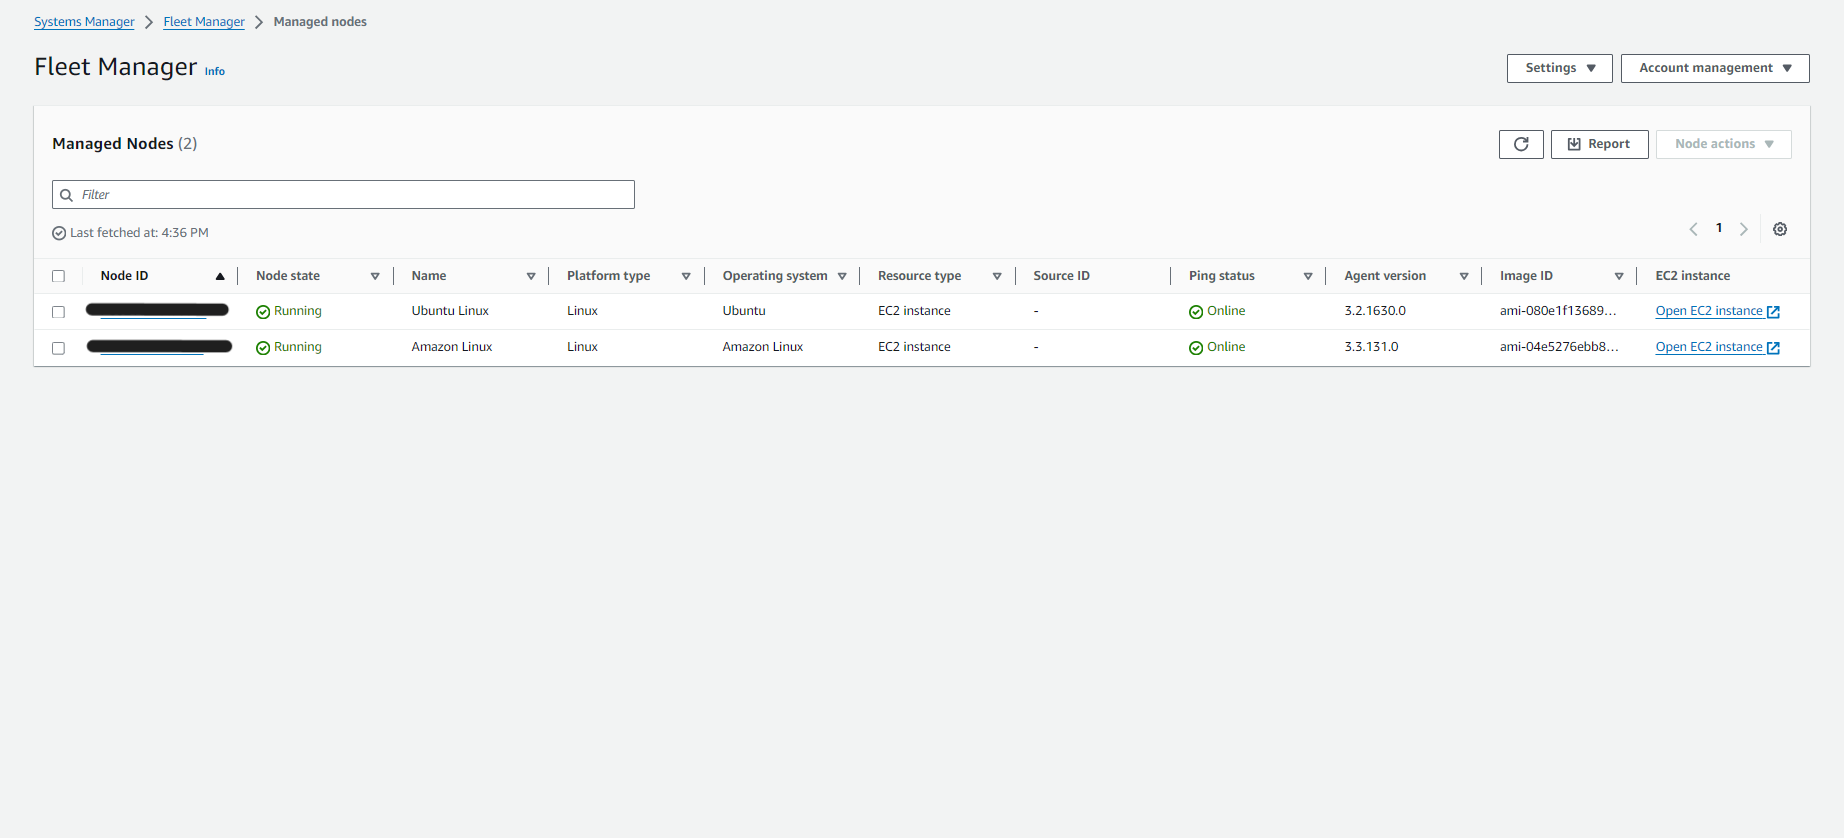 Systems Manager > Fleet Manager > Managed nodes
Fleet Manager Info
Settings Account management
Managed Nodes (2)
Report Node actions
Filter
Last fetched at: 4:36 PM
1
Node ID Node state Name Platform type Operating system Resource type Source ID Ping status Agent version Image ID EC2 instance
Running Ubuntu Linux Linux Ubuntu EC2 instance - Online 3.2.1630.0 ami-080e1f13689... Open EC2 instance
Running Amazon Linux Linux Amazon Linux EC2 instance - Online 3.3.131.0 ami-04e5276ebb8... Open EC2 instance